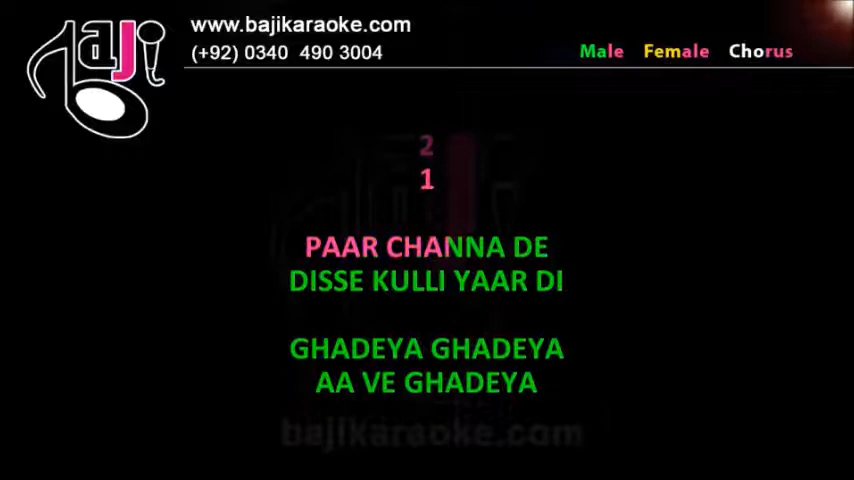 www.bajikaraoke.com
(+92) 0340 490 3004
Male Female Chorus
aji
2
1
PAAR CHANNA DE
DISSE KULLI YAAR DI
GHADEYA GHADEYA
AA VE GHADEYA
bajikaraoke.com